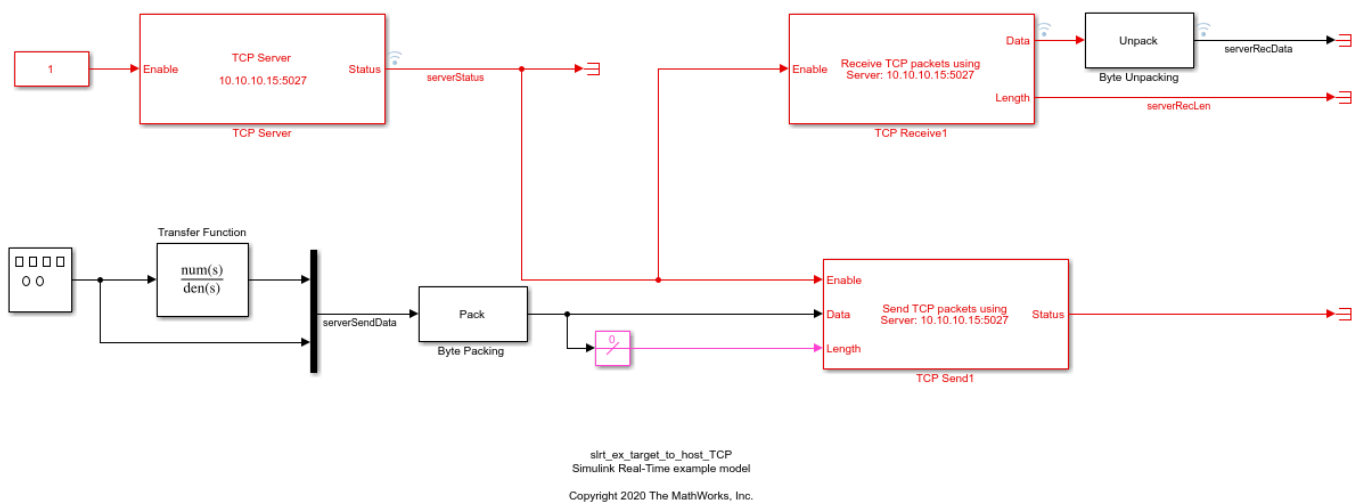 1
Enable
TCP Server
10.10.10.15:5027
Status
TCP Server
serverStatus
Enable
Receive TCP packets using
Server: 10.10.10.15:5027
Data
Length
TCP Receive1
Unpack
Byte Unpacking
serverRecData
serverRecLen
Transfer Function
num(s)
den(s)
serverSendData
Pack
Byte Packing
0
Enable
Data
Length
Send TCP packets using
Server: 10.10.10.15:5027
Status
TCP Send1
slrt_ex_target_to_host_TCP
Simulink Real-Time example model
Copyright 2020 The MathWorks, Inc.